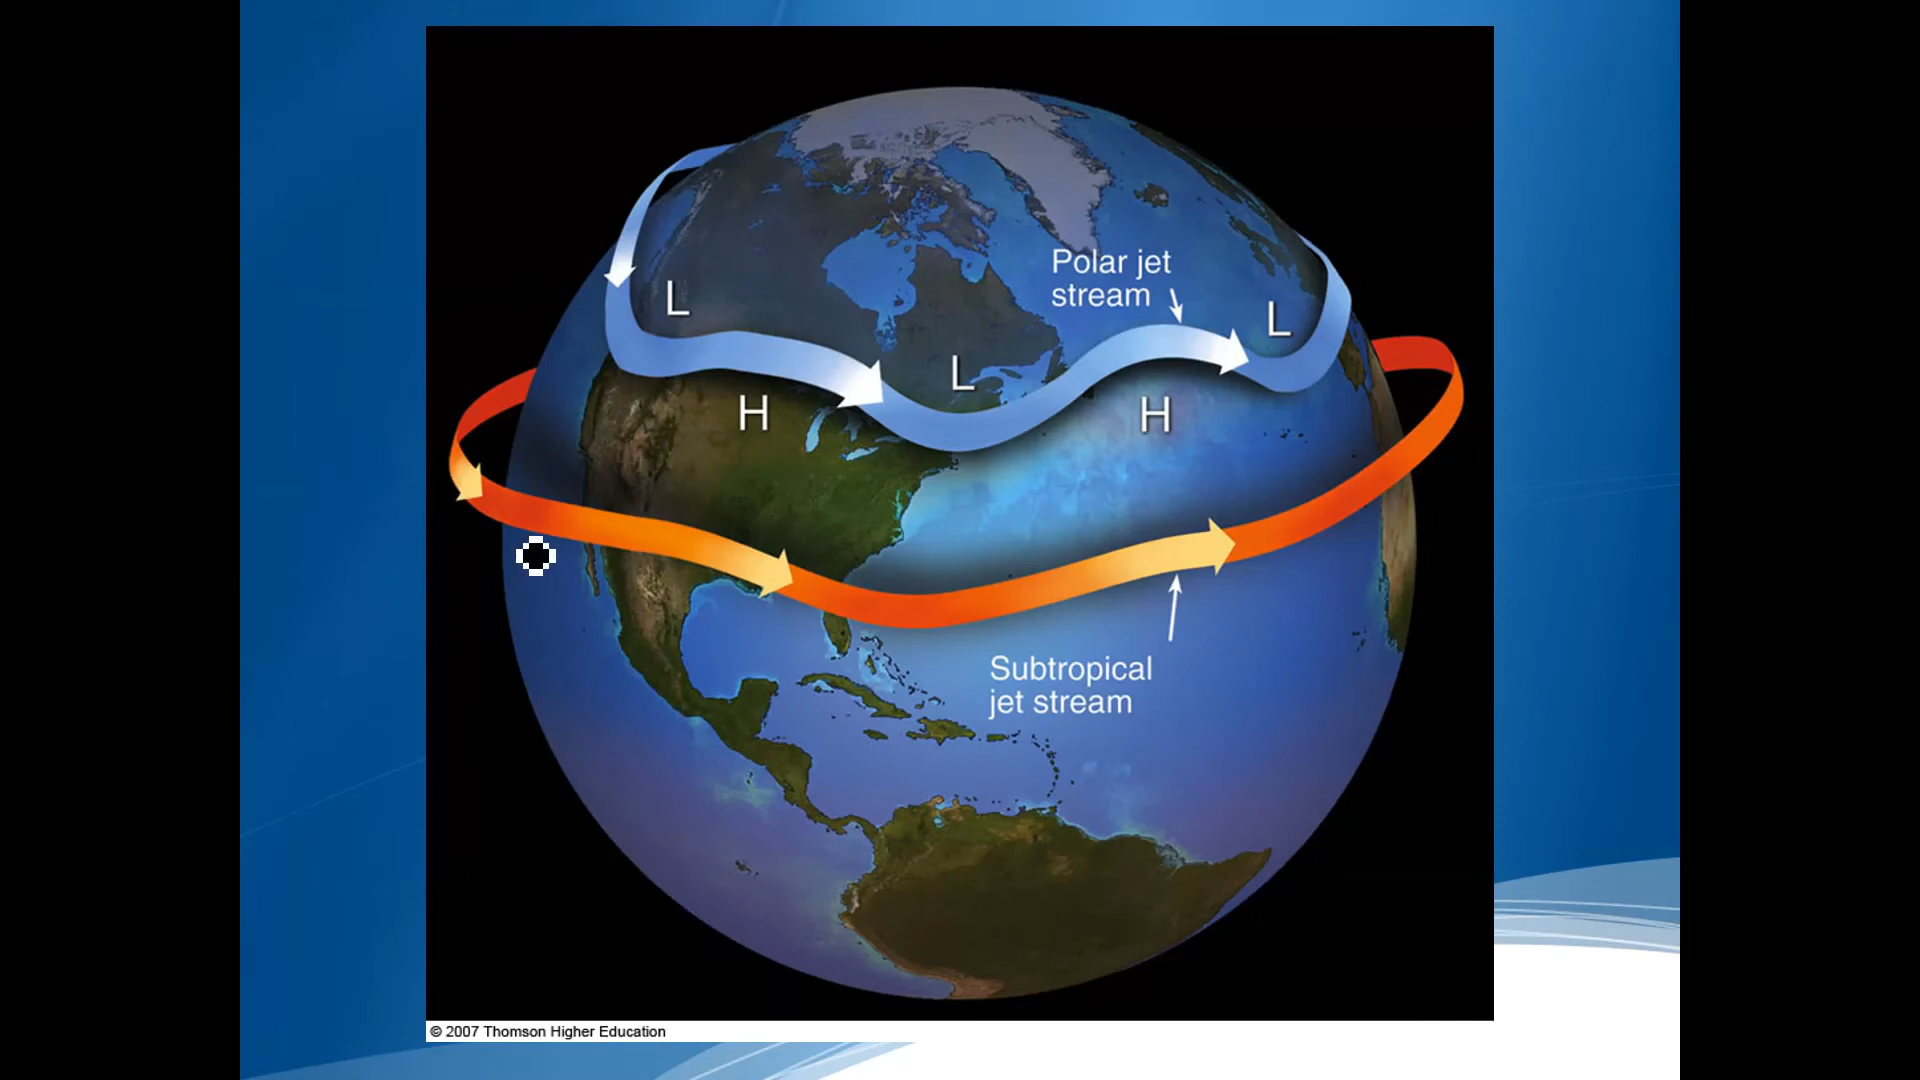 Polar jet
stream
L
L
L
H
H
Subtropical
jet stream
© 2007 Thomson Higher Education